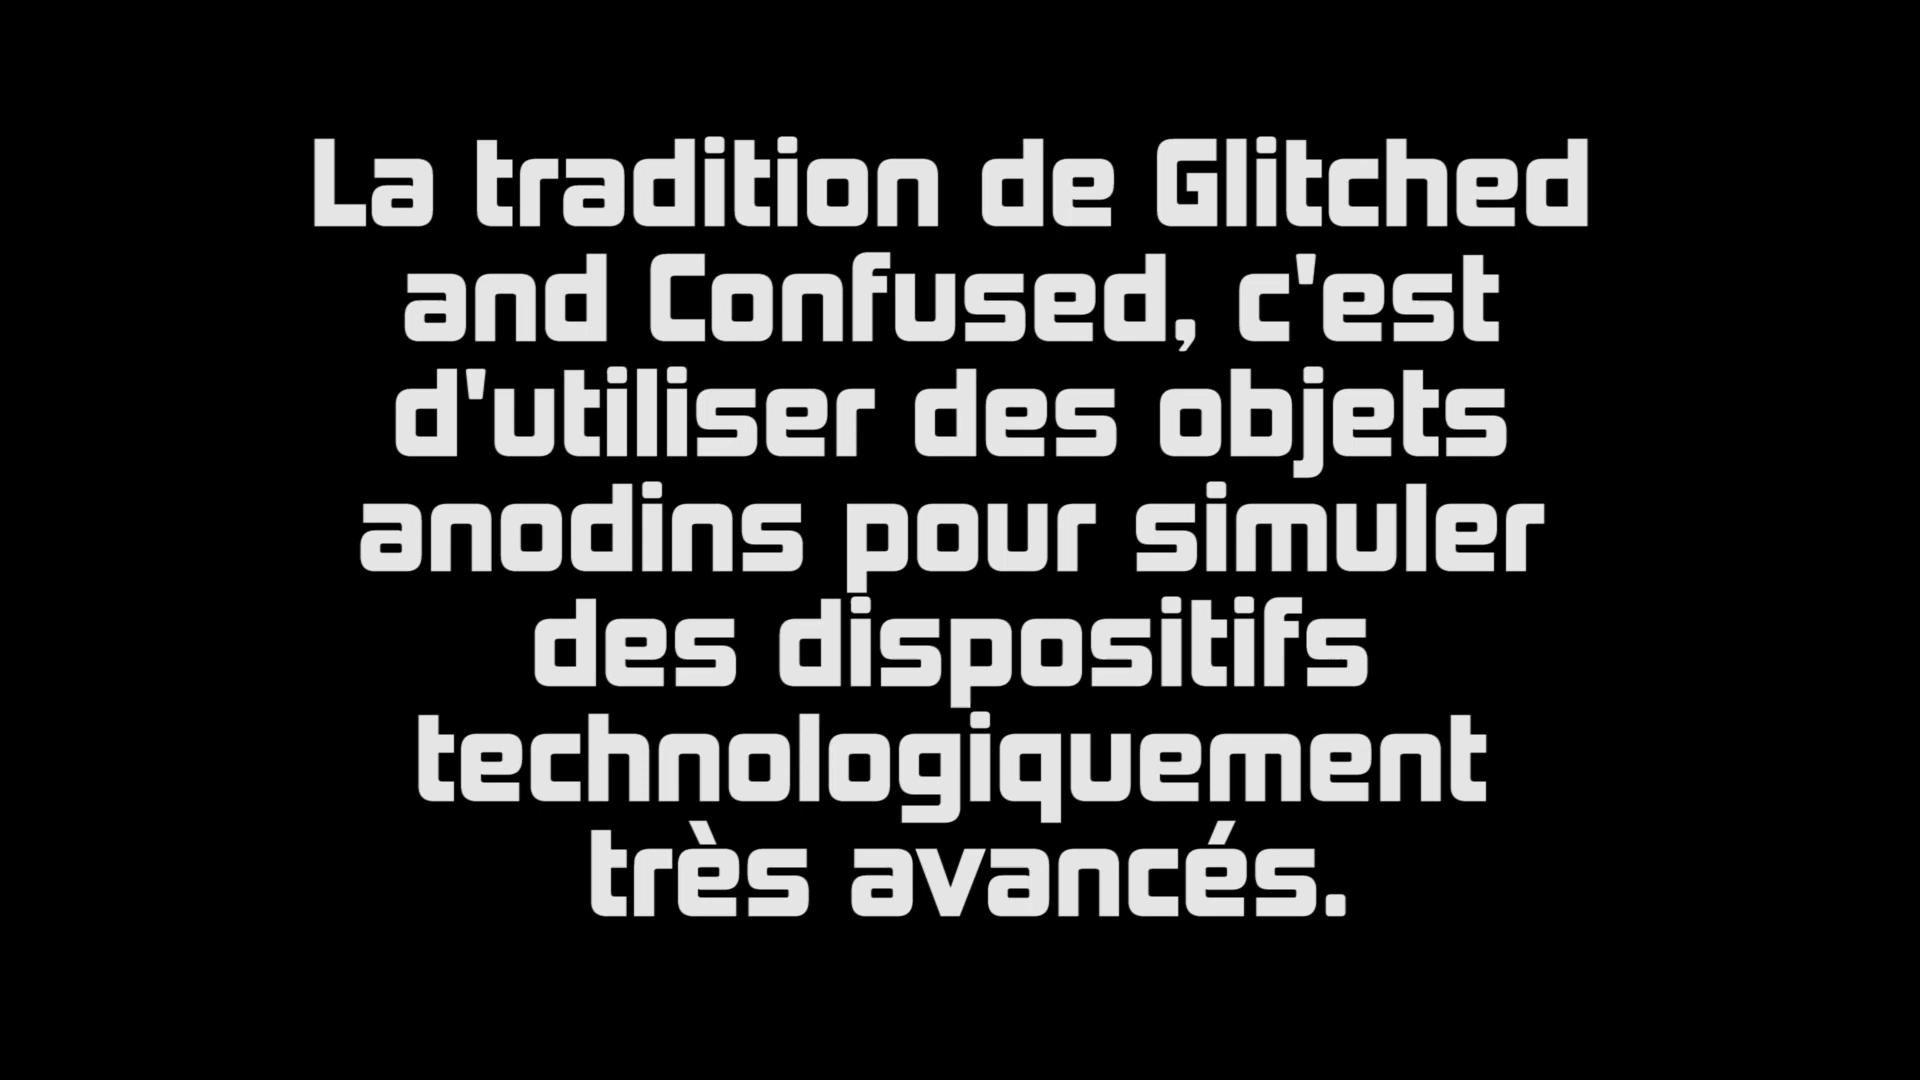 La tradition de Glitched
and Confused, c'est
d'utiliser des objets
anodins pour simuler
des dispositifs
technologiquement
très avancés.